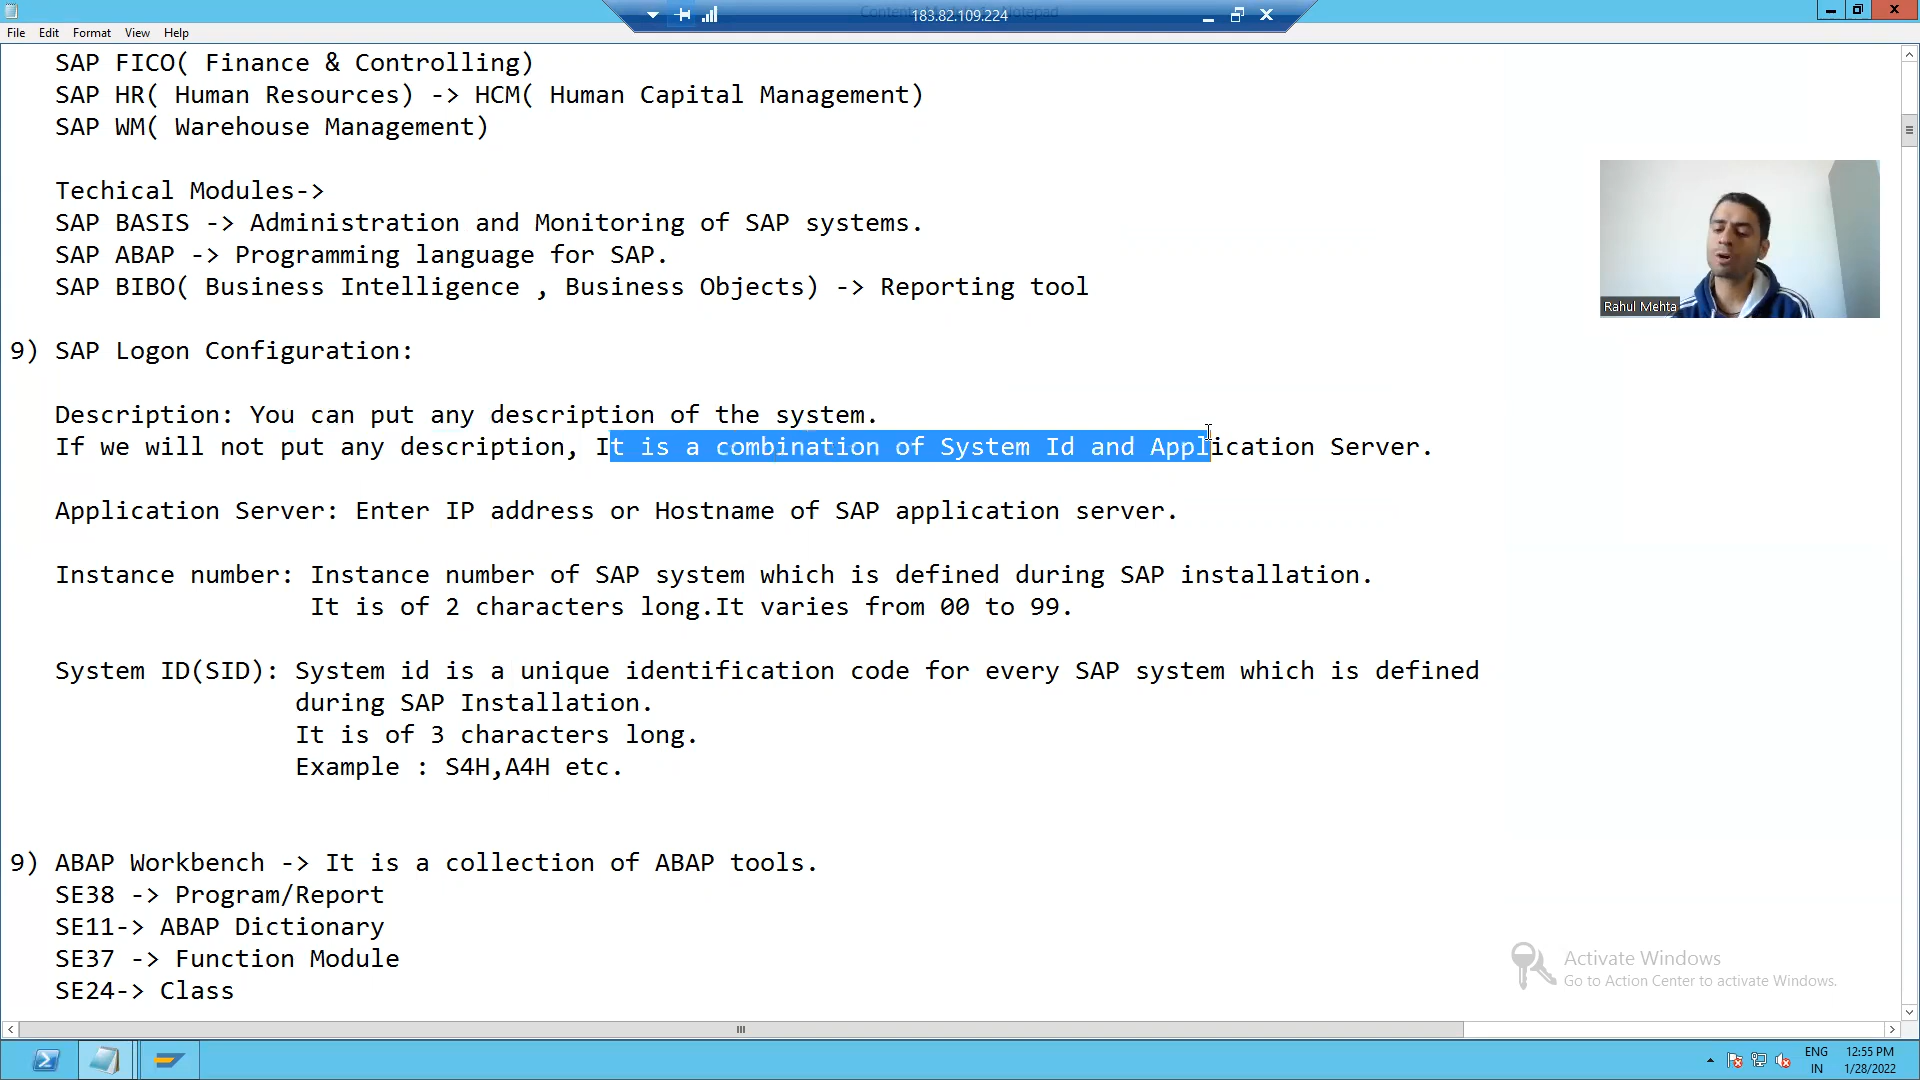 183.82.109.224
File Edit Format View Help
SAP FICO( Finance & Controlling)
SAP HR( Human Resources) -> HCM( Human Capital Management)
SAP WM( Warehouse Management)
Techical Modules->
SAP BASIS -> Administration and Monitoring of SAP systems.
SAP ABAP -> Programming language for SAP.
SAP BIBO( Business Intelligence , Business Objects) -> Reporting tool
Rahul Mehta
9) SAP Logon Configuration:
Description: You can put any description of the system.
If we will not put any description, It is a combination of System Id and Application Server.
Application Server: Enter IP address or Hostname of SAP application server.
Instance number: Instance number of SAP system which is defined during SAP installation.
It is of 2 characters long.It varies from 00 to 99.
System ID(SID): System id is a unique identification code for every SAP system which is defined
during SAP Installation.
It is of 3 characters long.
Example : S4H,A4H etc.
9) ABAP Workbench -> It is a collection of ABAP tools.
SE38 -> Program/Report
SE11-> ABAP Dictionary
SE37 -> Function Module
SE24-> Class
Activate Windows
Go to Action Center to activate Windows.
ENG 12:55 PM
IN 1/28/2022